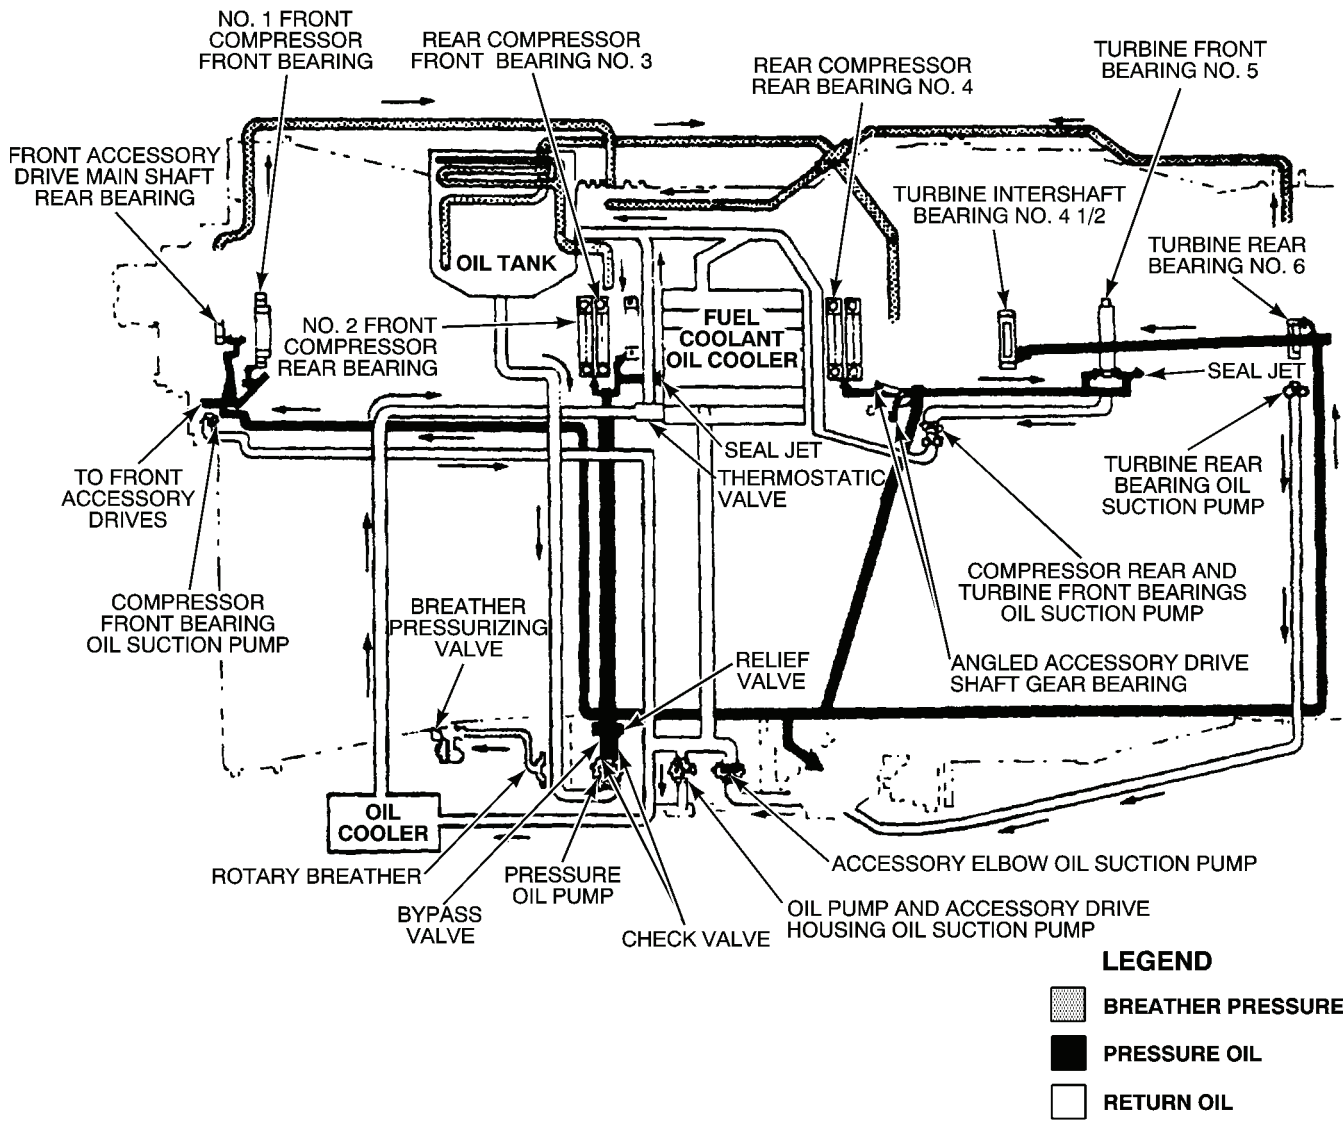 NO. 1 FRONT
COMPRESSOR
FRONT BEARING
REAR COMPRESSOR
FRONT BEARING NO. 3
REAR COMPRESSOR
REAR BEARING NO. 4
TURBINE FRONT
BEARING NO. 5
FRONT ACCESSORY
DRIVE MAIN SHAFT
REAR BEARING
TURBINE INTERSHAFT
BEARING NO. 4 1/2
TURBINE REAR
BEARING NO. 6
OIL TANK
NO. 2 FRONT
COMPRESSOR
REAR BEARING
FUEL
COOLANT
OIL COOLER
SEAL JET
SEAL JET
THERMOSTATIC
VALVE
TO FRONT
ACCESSORY
DRIVES
TURBINE REAR
BEARING OIL
SUCTION PUMP
COMPRESSOR
FRONT BEARING
OIL SUCTION PUMP
BREATHER
PRESSURIZING
VALVE
COMPRESSOR REAR AND
TURBINE FRONT BEARINGS
OIL SUCTION PUMP
RELIEF
VALVE
ANGLED ACCESSORY DRIVE
SHAFT GEAR BEARING
OIL
COOLER
ROTARY BREATHER
PRESSURE
OIL PUMP
ACCESSORY ELBOW OIL SUCTION PUMP
BYPASS
VALVE
CHECK VALVE
OIL PUMP AND ACCESSORY DRIVE
HOUSING OIL SUCTION PUMP
LEGEND
BREATHER PRESSURE
PRESSURE OIL
RETURN OIL